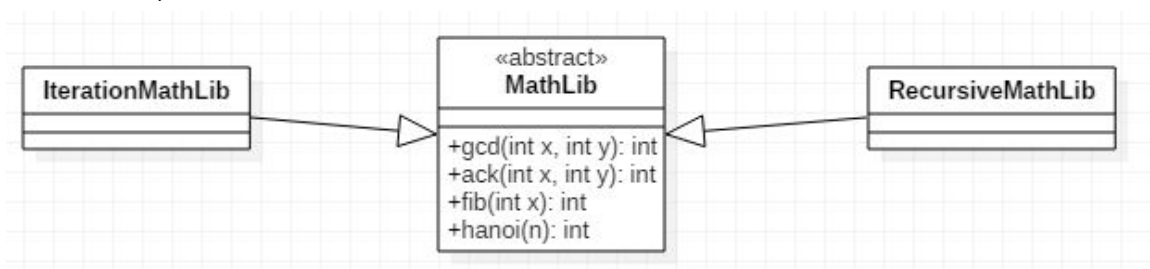 IterationMathLib
«abstract»
MathLib
+gcd(int x, int y): int
+ack(int x, int y): int
+fib(int x): int
+hanoi(n): int
RecursiveMathLib